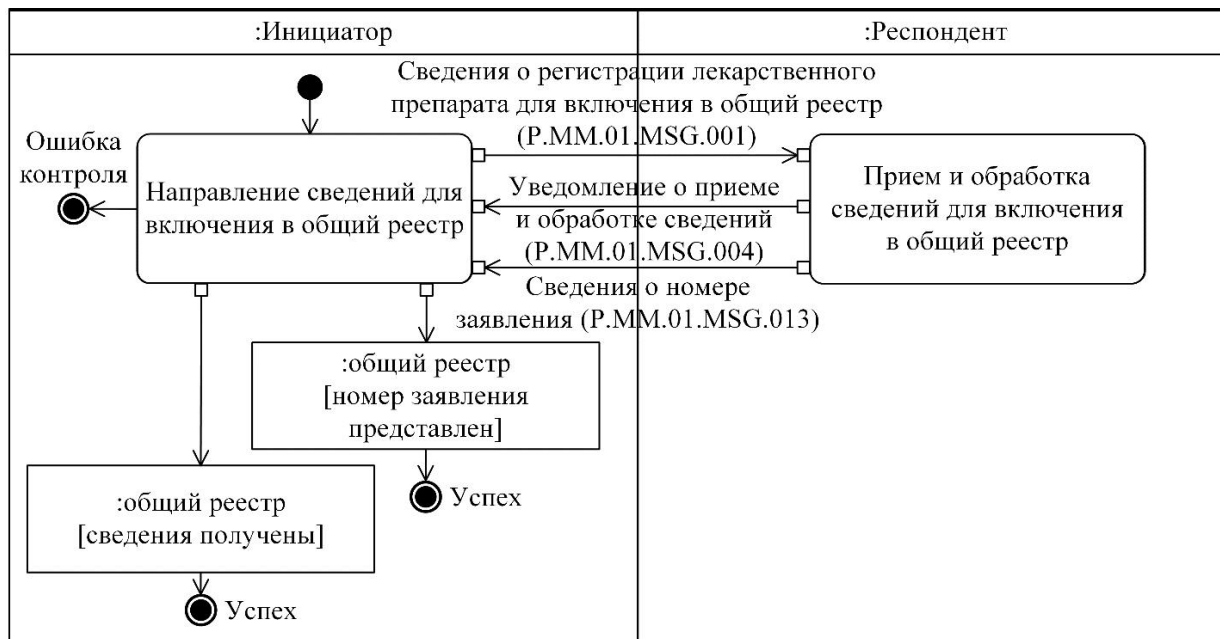 :Инициатор
:Респондент
Сведения о регистрации лекарственного
препарата для включения в общий реестр
(P.MM.01.MSG.001)
Ошибка
контроля
Направление сведений для
включения в общий реестр
Уведомление о приеме
и обработке сведений
(P.MM.01.MSG.004)
Прием и обработка
сведений для включения
в общий реестр
Сведения о номере
заявления (P.MM.01.MSG.013)
:общий реестр
[номер заявления
представлен]
Успех
:общий реестр
[сведения получены]
Успех